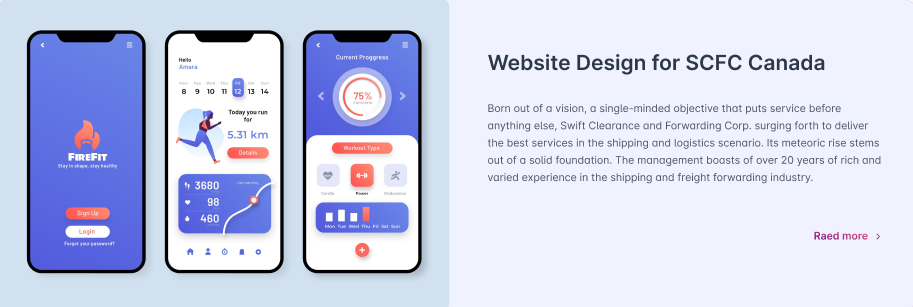 FIREFIT
Stay in shape, stay healthy
Sign Up
Login
Forgot your password?
Hello
Amara
Mon Tue Wed Thu Fri Sat Sun
8 9 10 11 12 13 14
Today you run
for
5.31 km
Details
3680
98
460
Current Proggress
75%
Complete
Workout Type
Cardio Power Endurance
Mon Tue Wed Thu Fri Sat Sun
Website Design for SCFC Canada
Born out of a vision, a single-minded objective that puts service before
anything else, Swift Clearance and Forwarding Corp. surging forth to deliver
the best services in the shipping and logistics scenario. Its meteoric rise stems
out of a solid foundation. The management boasts of over 20 years of rich and
varied experience in the shipping and freight forwarding industry.
Raed more